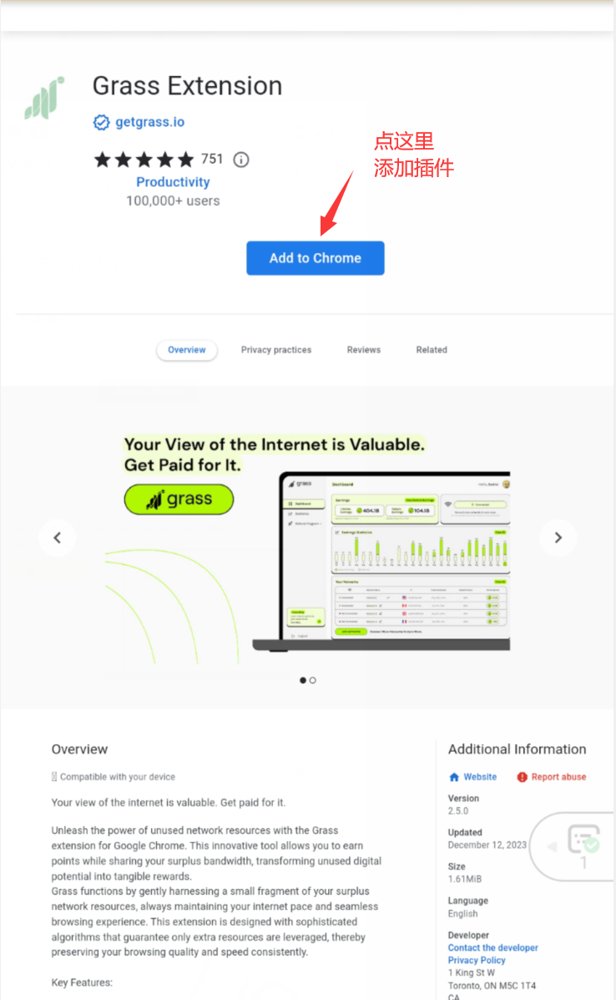 Grass Extension
getgrass.io
751
Productivity
100,000+ users
点这里
添加插件
Add to Chrome
Overview
Privacy practices
Reviews
Related
Your View of the Internet is Valuable.
Get Paid for It.
grass
grass
Dashboard
Dashboard
Earnings
404.18
104.18
Earnings Statistics
Your Networks
Overview
Compatible with your device
Your view of the internet is valuable. Get paid for it.
Unleash the power of unused network resources with the Grass
extension for Google Chrome. This innovative tool allows you to earn
points while sharing your surplus bandwidth, transforming unused digital
potential into tangible rewards.
Grass functions by gently harnessing a small fragment of your surplus
network resources, always maintaining your internet pace and seamless
browsing experience. This extension is designed with sophisticated
algorithms that guarantee only extra resources are leveraged, thereby
preserving your browsing quality and speed consistently.
Key Features:
Additional Information
Website
Report abuse
Version
2.5.0
Updated
December 12, 2023
Size
1.61MiB
Language
English
Developer
Contact the developer
Privacy Policy
1 King St W
Toronto, ON M5C 1T4
CA
1